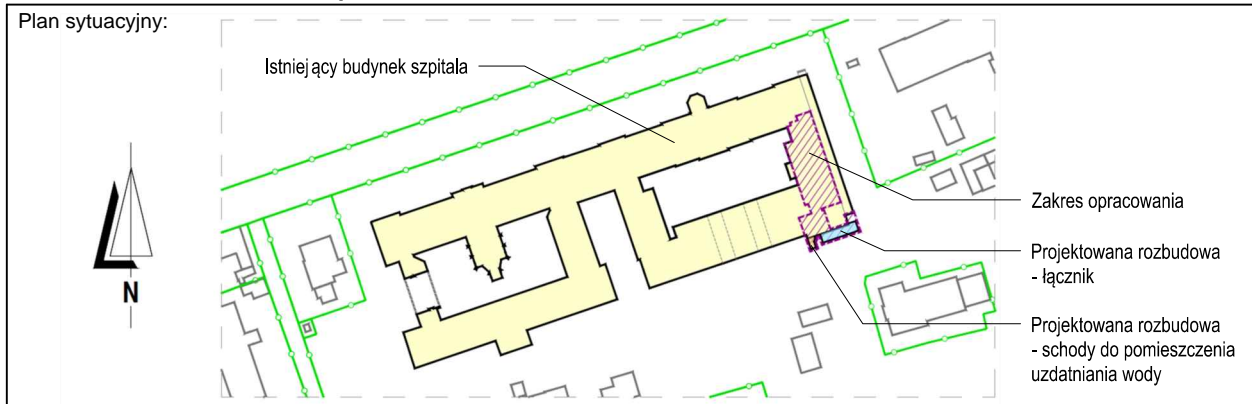 Plan sytuacyjny:
Istniejący budynek szpitala
Zakres opracowania
Projektowana rozbudowa
- łącznik
N
Projektowana rozbudowa
- schody do pomieszczenia
uzdatniania wody